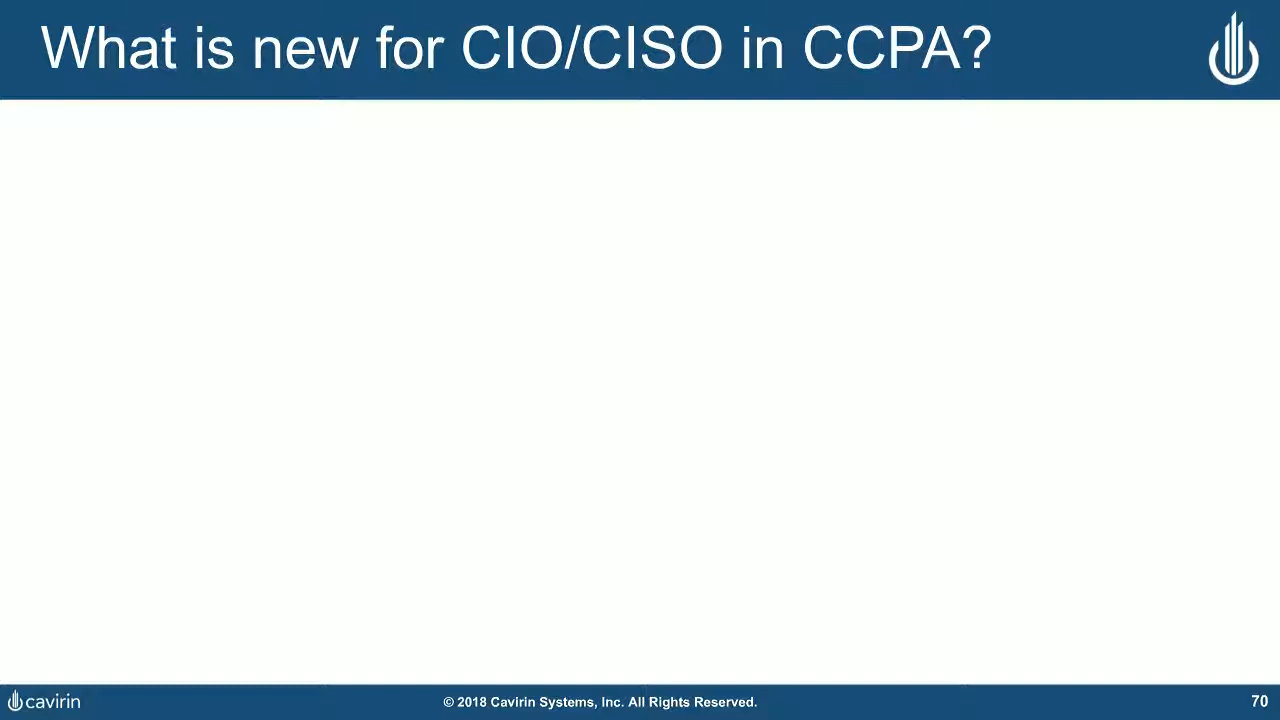 What is new for CIO/CISO in CCPA?
cavirin
© 2018 Cavirin Systems, Inc. All Rights Reserved.
70